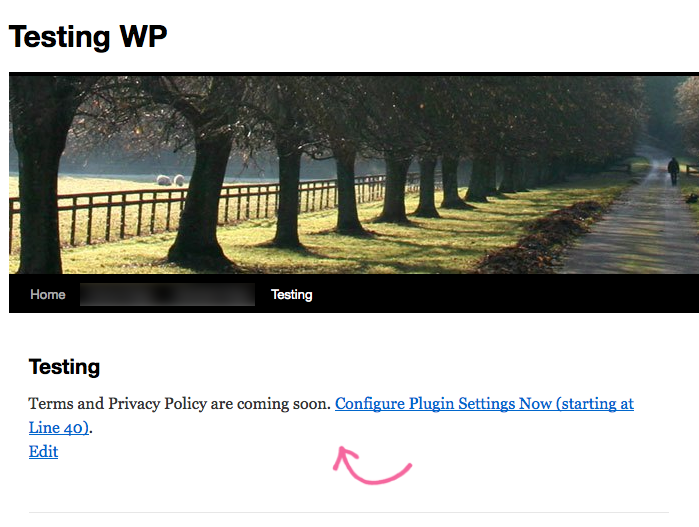 Testing WP
Home Testing
Testing
Terms and Privacy Policy are coming soon. Configure Plugin Settings Now (starting at
Line 40).
Edit